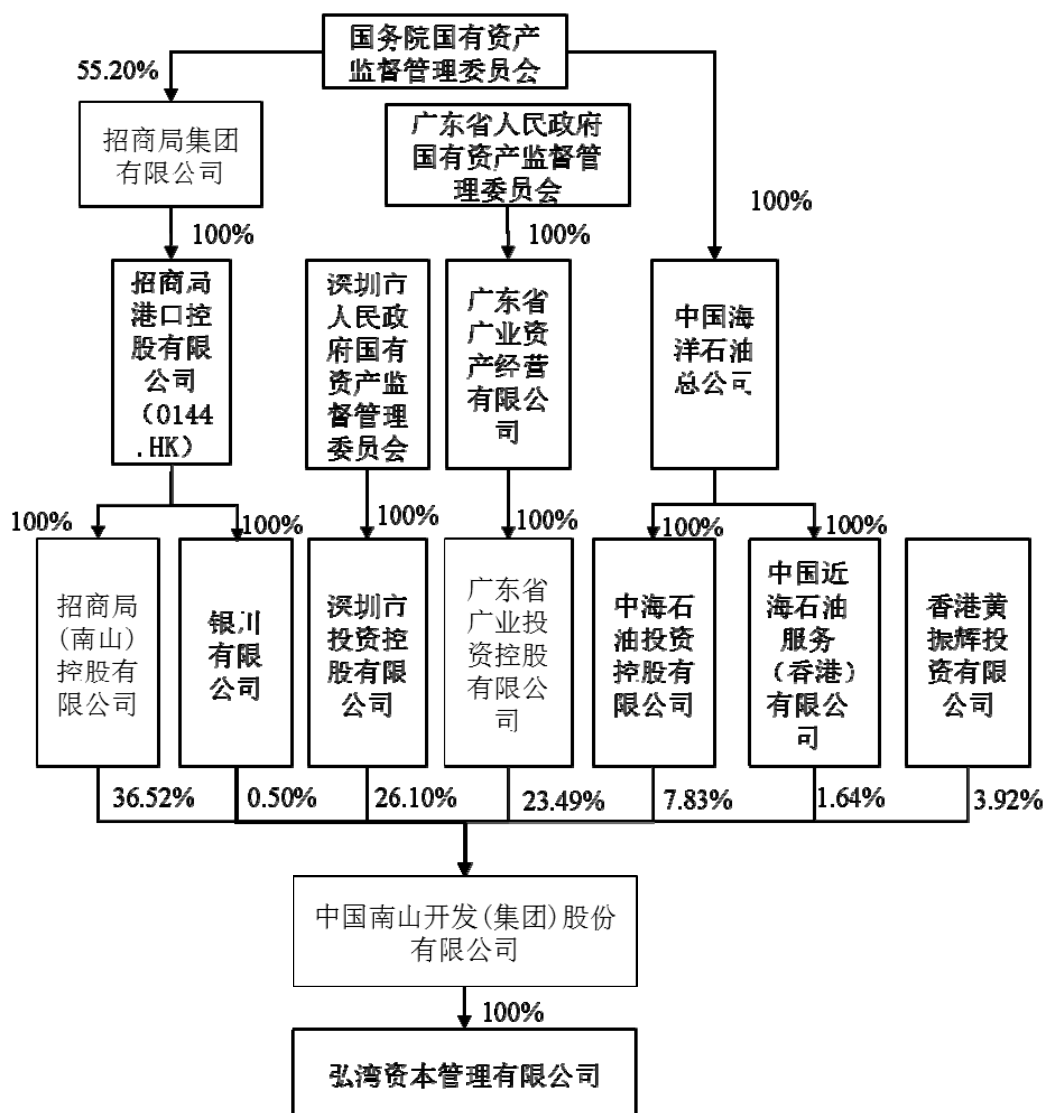 国务院国有资产
监督管理委员会
55.20%
招商局集团
有限公司
广东省人民政府
国有资产监督管
理委员会
100%
100%
100%
招商局
港口控
股有限
公司
（0144
.HK）
深圳市
人民政
府国有
资产监
督管理
委员会
广东省
广业资
产经营
有限公
司
中国海
洋石油
总公司
100%
100%
100%
100%
100%
100%
招商局
(南山)
控股有
限公司
银川
有限
公司
深圳市
投资控
股有限
公司
广东省
广业投
资控股
有限公
司
中海石
油投资
控股有
限公司
中国近
海石油
服务
（香港）
有限公
司
香港黄
振辉投
资有限
公司
36.52%
0.50%
26.10%
23.49%
7.83%
1.64%
3.92%
中国南山开发(集团)股份
有限公司
100%
弘湾资本管理有限公司